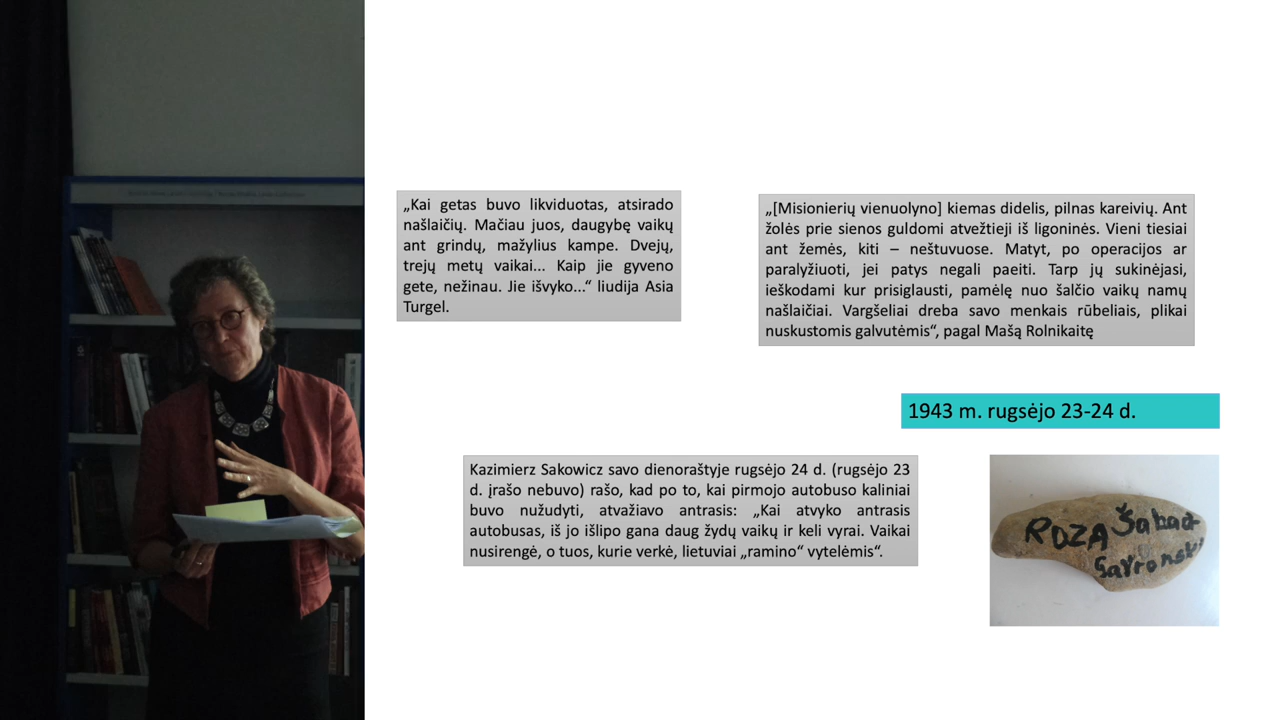 „Kai getas buvo likviduotas, atsirado
našlaičių. Mačiau juos, daugybę vaikų
ant grindų, mažylius kampe. Dvejų,
trejų metų vaikai... Kaip jie gyveno
gete, nežinau. Jie išvyko...“ liudija Asia
Turgel.
„[Misionierių vienuolyno] kiemas didelis, pilnas kareivių. Ant
žolės prie sienos guldomi atvežtieji iš ligoninės. Vieni tiesiai
ant žemės, kiti – neštuvuose. Matyt, po operacijos ar
paralyžiuoti, jei patys negali paeiti. Tarp jų sukinėjasi,
ieškodami kur prisiglausti, pamėlę nuo šalčio vaikų namų
našlaičiai. Vargšeliai dreba savo menkais rūbeliais, plikai
nuskustomis galvutėmis“, pagal Mašą Rolnikaitę
1943 m. rugsėjo 23-24 d.
Kazimierz Sakowicz savo dienoraštyje rugsėjo 24 d. (rugsėjo 23
d. įrašo nebuvo) rašo, kad po to, kai pirmojo autobuso kaliniai
buvo nužudyti, atvažiavo antrasis: „Kai atvyko antrasis
autobusas, iš jo išlipo gana daug žydų vaikų ir keli vyrai. Vaikai
nusirengė, o tuos, kurie verkė, lietuviai „ramino“ vytelėmis“.
ROZA Šabad